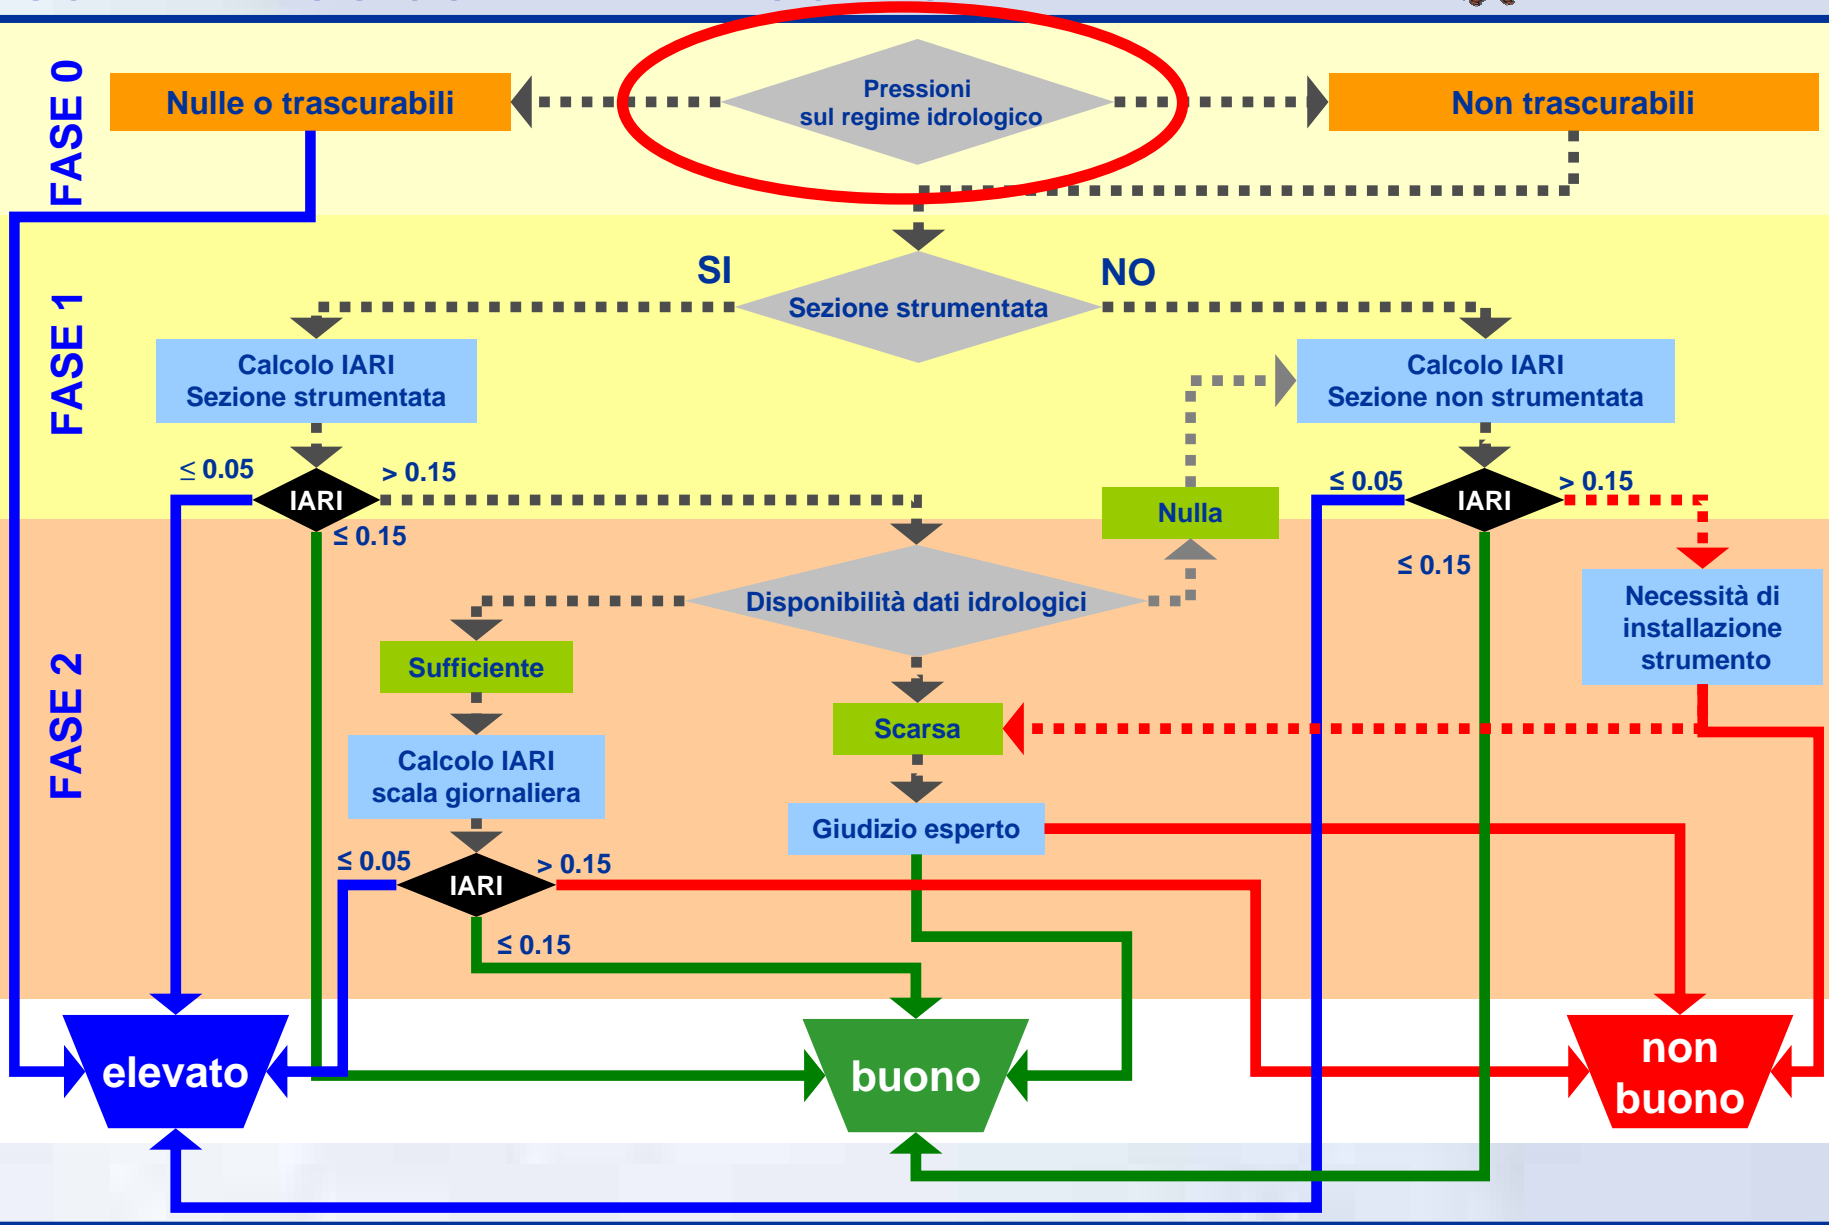 FASE 0
Nulle o trascurabili
Pressioni
sul regime idrologico
Non trascurabili
FASE 1
SI
NO
Sezione strumentata
Calcolo IARI
Sezione strumentata
Calcolo IARI
Sezione non strumentata
≤ 0.05
> 0.15
IARI
≤ 0.15
≤ 0.05
> 0.15
IARI
≤ 0.15
Nulla
FASE 2
Disponibilità dati idrologici
Necessità di
installazione
strumento
Sufficiente
Scarsa
Calcolo IARI
scala giornaliera
Giudizio esperto
≤ 0.05
> 0.15
IARI
≤ 0.15
elevato
buono
non
buono